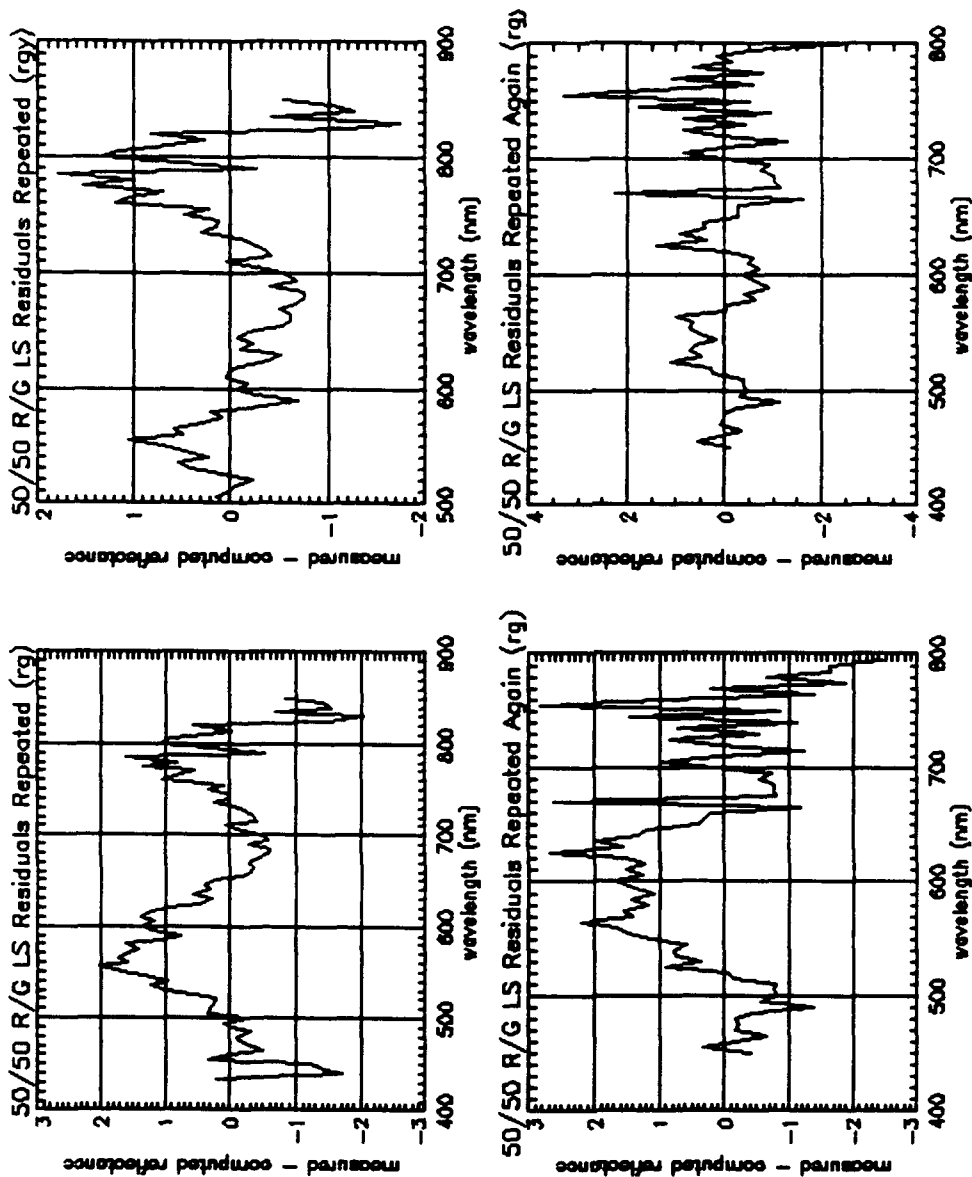 50/50 R/G LS Residuals Repeated (rg)
measured – computed reflectance
3
2
1
0
-1
-2
-3
400 500 600 700 800 900
wavelength (nm)
50/50 R/G LS Residuals Repeated (rgy)
measured – computed reflectance
2
1
0
-1
-2
500 600 700 800 900
wavelength (nm)
50/50 R/G LS Residuals Repeated Again (rg)
measured – computed reflectance
3
2
1
0
-1
-2
-3
400 500 600 700 800
wavelength (nm)
50/50 R/G LS Residuals Repeated Again (rg)
measured – computed reflectance
4
2
0
-2
-4
400 500 600 700 800
wavelength (nm)